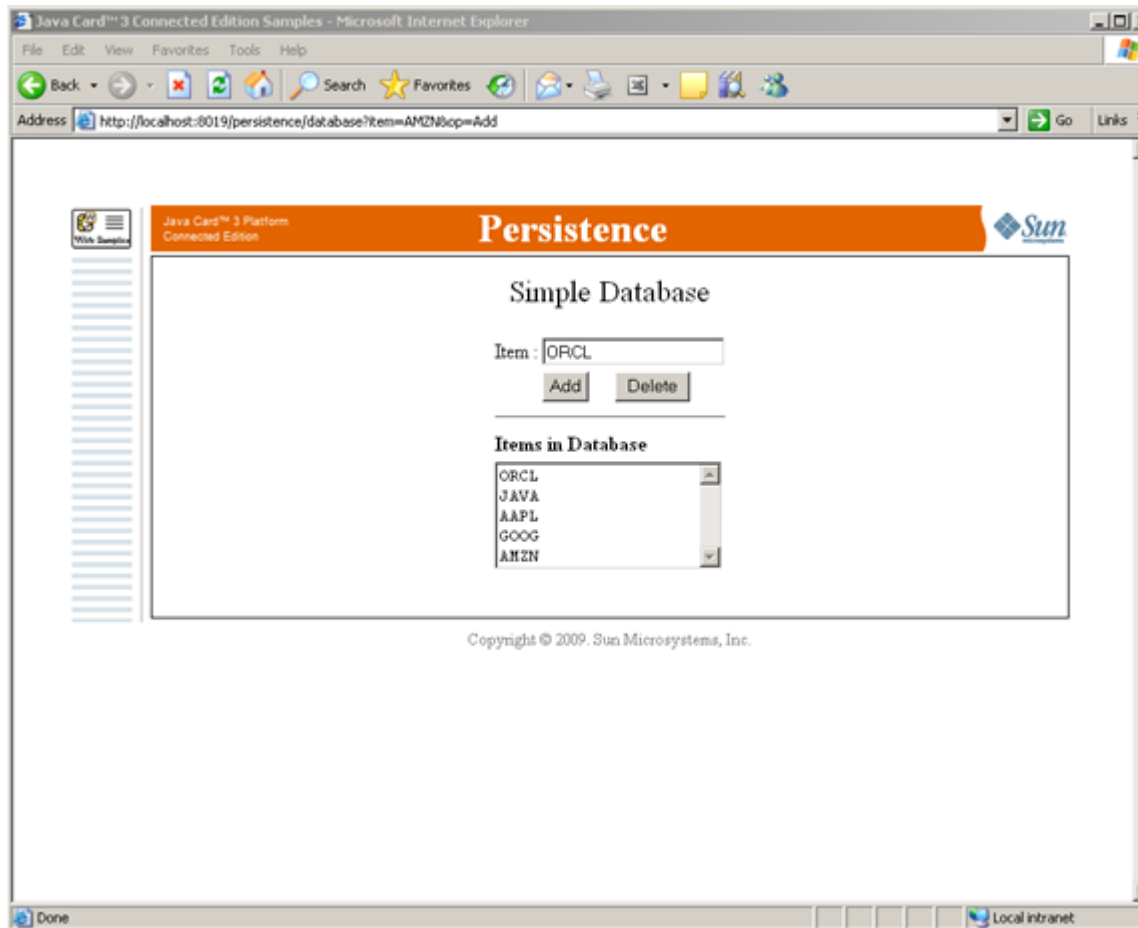 Java Card™ 3 Connected Edition Samples - Microsoft Internet Explorer
File Edit View Favorites Tools Help
Back Search Favorites
Address http://localhost:8019/persistence/database?item=AMZN&op=Add Go Links
Java Card™ 3 Platform
Connected Edition
Persistence
Sun
microsystems
Web Samples
Simple Database
Item : ORCL
Add Delete
Items in Database
ORCL
JAVA
AAPL
GOOG
AMZN
Copyright © 2009. Sun Microsystems, Inc.
Done Local intranet